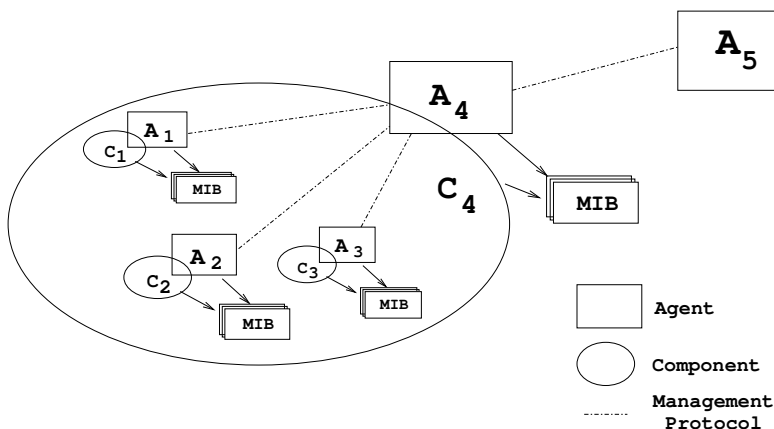 A5
A4
A1
C1
MIB
C4
MIB
A2
C2
MIB
A3
C3
MIB
Agent
Component
Management
Protocol